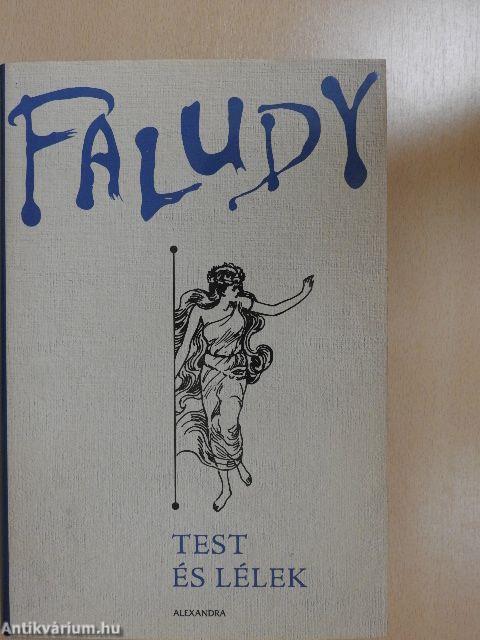 FALUDY
TEST
ÉS LÉLEK
ALEXANDRA
Antikvárium.hu